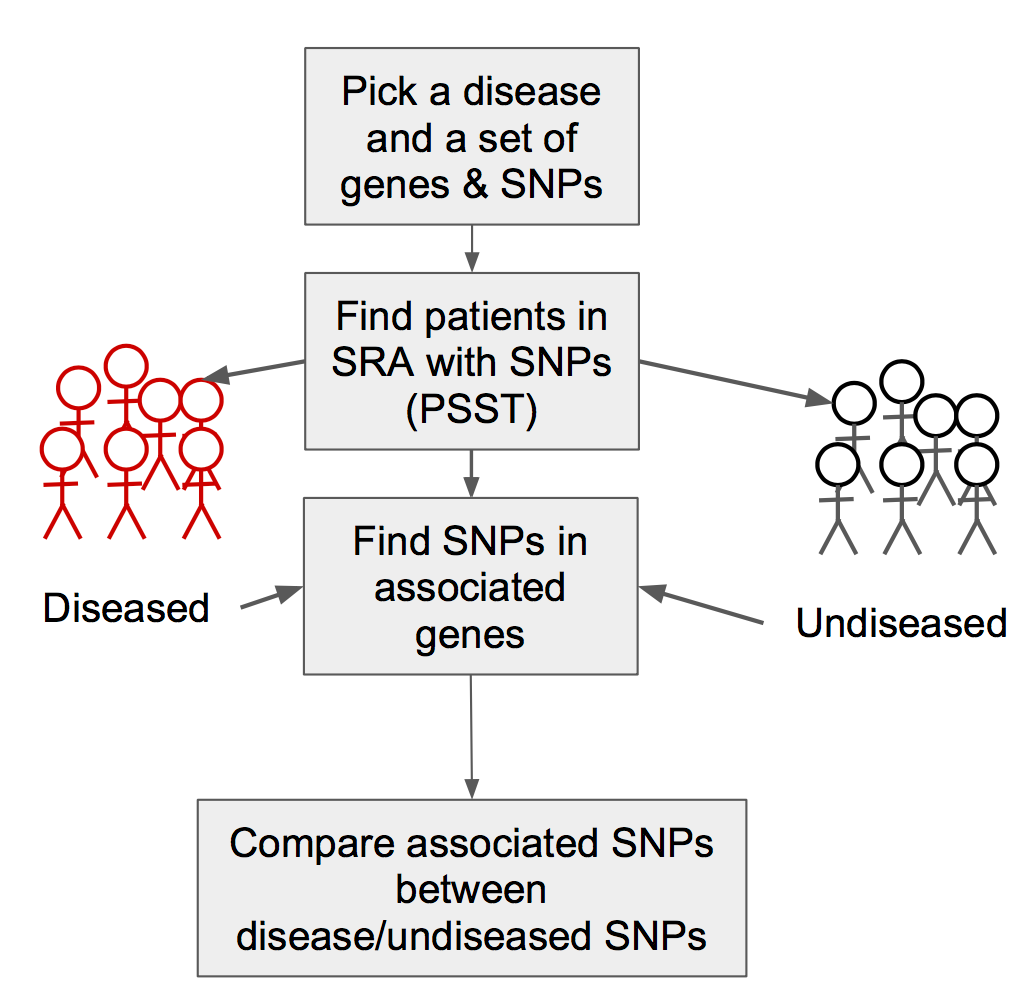 Pick a disease
and a set of
genes & SNPs
Find patients in
SRA with SNPs
(PSST)
Find SNPs in
associated
genes
Diseased
Undiseased
Compare associated SNPs
between
disease/undiseased SNPs